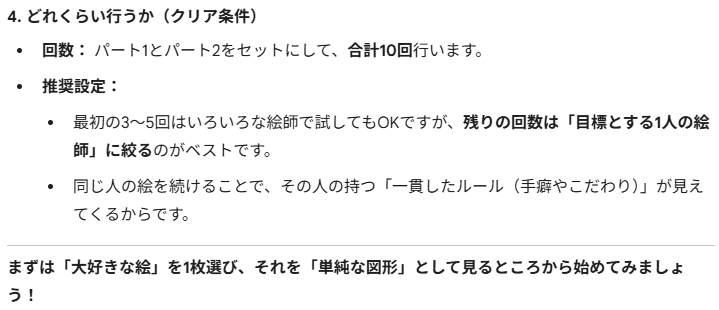 4. どれくらい行うか（クリア条件）
• 回数： パート1とパート2をセットにして、合計10回行います。
• 推奨設定：
• 最初の3〜5回はいろいろな絵師で試してもOKですが、残りの回数は「目標とする1人の絵
師」に絞るのがベストです。
• 同じ人の絵を続けることで、その人の持つ「一貫したルール（手癖やこだわり）」が見え
てくるからです。
まずは「大好きな絵」を1枚選び、それを「単純な図形」として見るところから始めてみましょ
う！